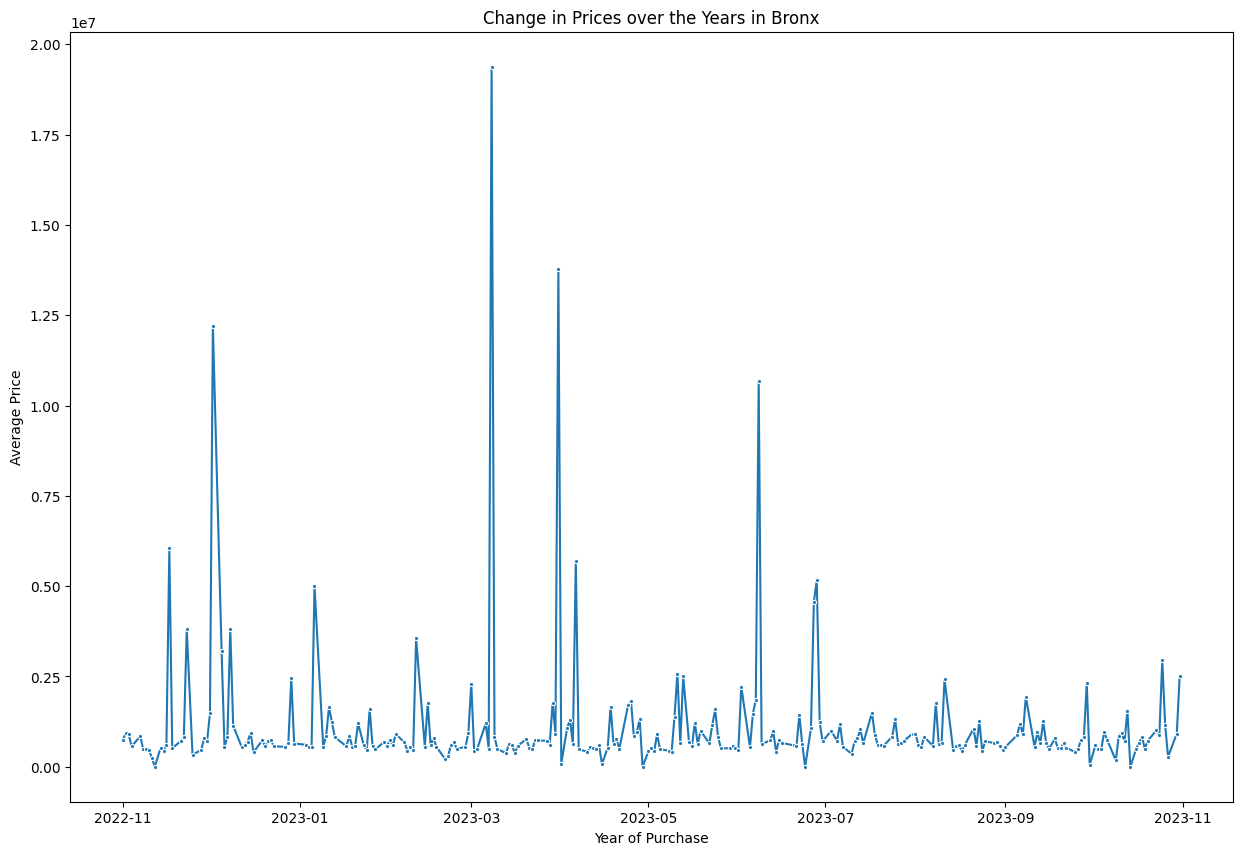 Change in Prices over the Years in Bronx
1e7
2.00
1.75
1.50
1.25
1.00
0.75
0.50
0.25
0.00
Average Price
2022-11 2023-01 2023-03 2023-05 2023-07 2023-09 2023-11
Year of Purchase